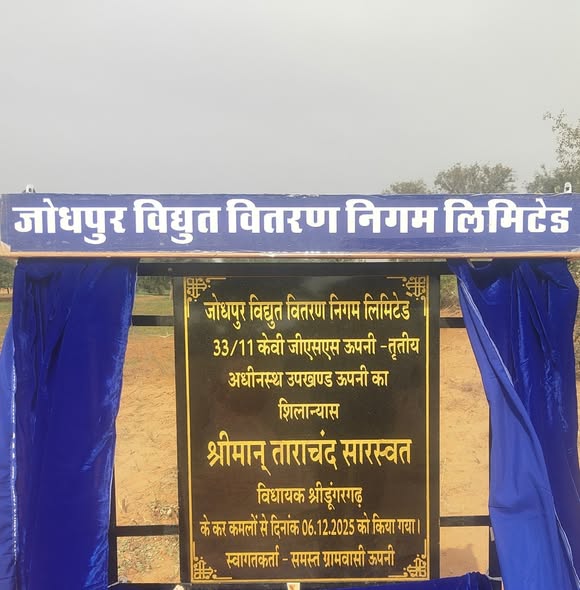 जोधपुर विद्युत वितरण निगम लिमिटेड
जोधपुर विद्युत वितरण निगम लिमिटेड
33/11 केवी जीएसएस ऊपनी -तृतीय
अधीनस्थ उपखण्ड ऊपनी का
शिलान्यास
श्रीमान् ताराचंद सारस्वत
विधायक श्रीडूंगरगढ़
के कर कमलों से दिनांक 06.12.2025 को किया गया।
स्वागतकर्ता - समस्त ग्रामवासी ऊपनी